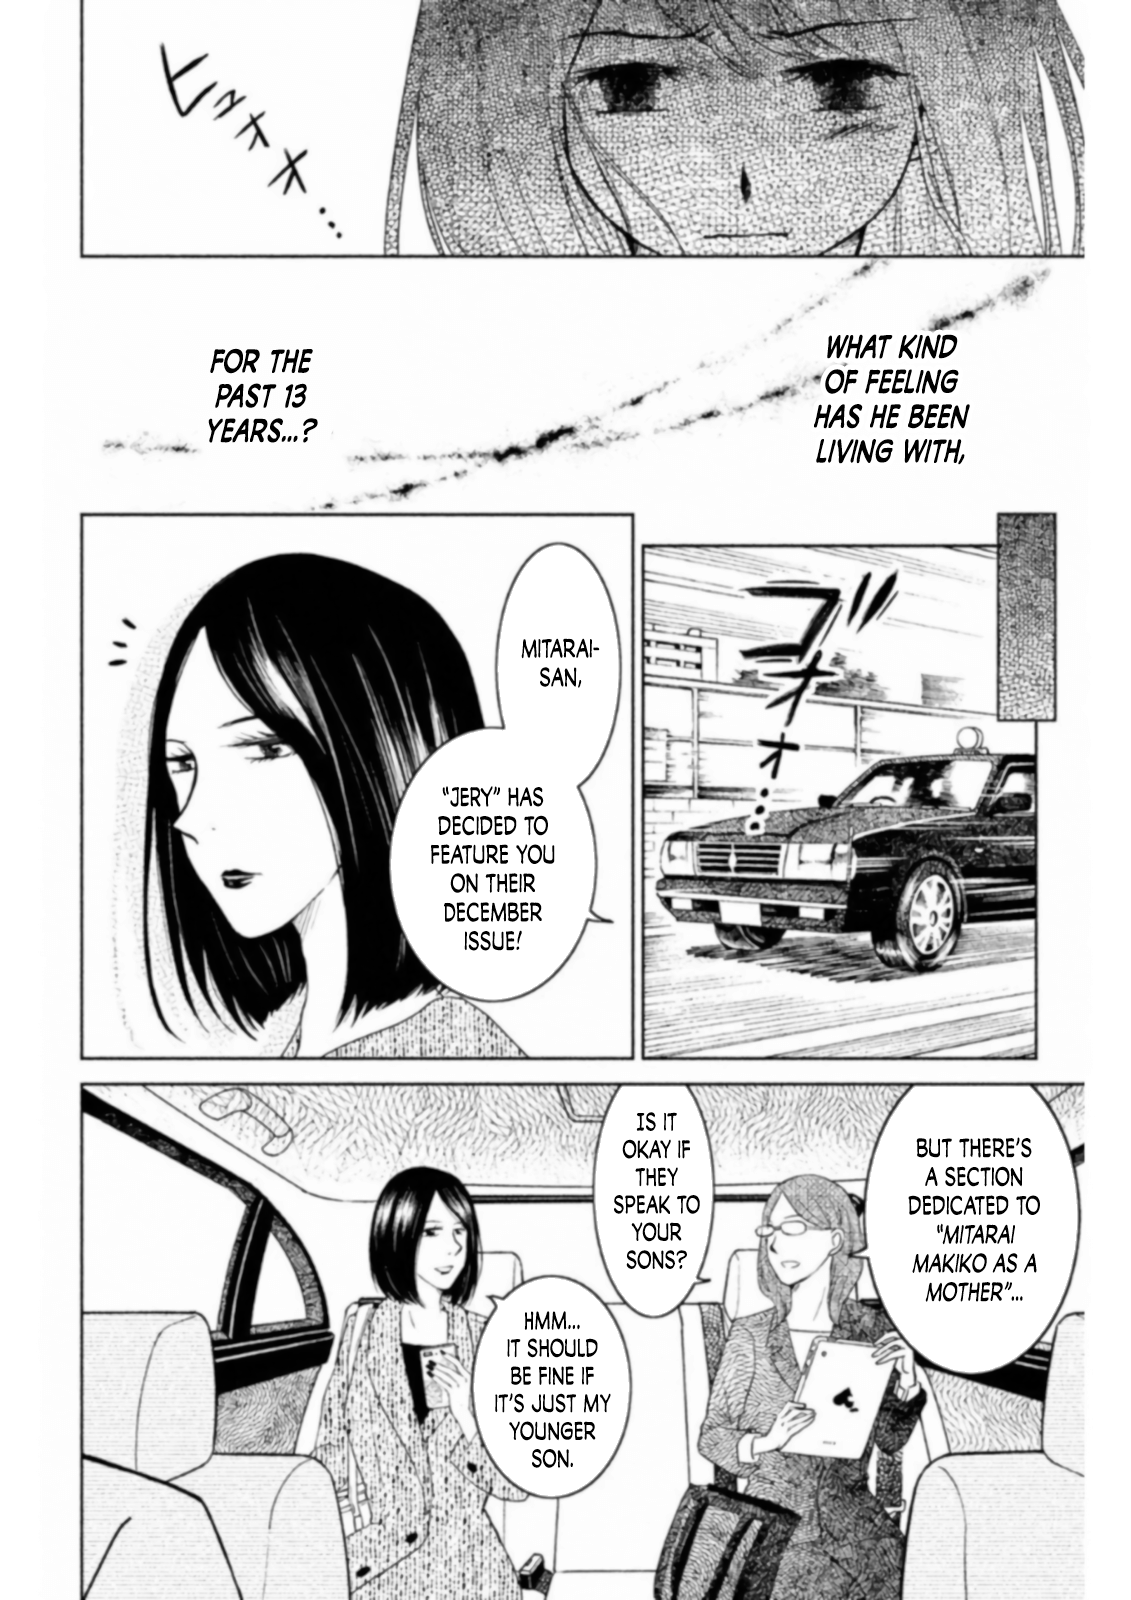 ヒュオオ…
WHAT KIND
OF FEELING
HAS HE BEEN
LIVING WITH,
FOR THE
PAST 13
YEARS...?
ブオオ…
MITARAI-
SAN,
"JERY" HAS
DECIDED TO
FEATURE YOU
ON THEIR
DECEMBER
ISSUE!
BUT THERE'S
A SECTION
DEDICATED TO
"MITARAI
MAKIKO AS A
MOTHER"...
IS IT
OKAY IF
THEY
SPEAK TO
YOUR
SONS?
HMM...
IT SHOULD
BE FINE IF
IT'S JUST MY
YOUNGER
SON.